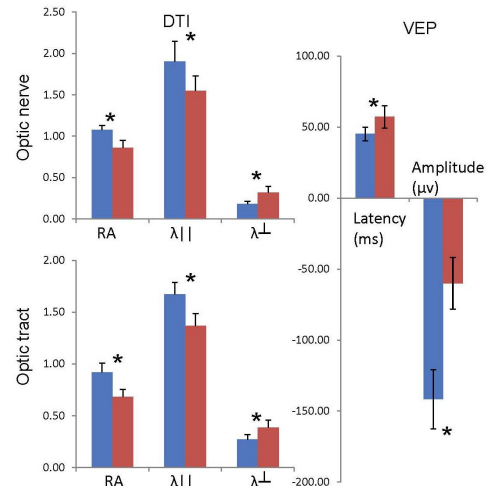 DTI
Optic nerve
2.50
2.00
1.50
1.00
0.50
0.00
*
*
*
RA
λ||
λ┴
Optic tract
2.00
1.50
1.00
0.50
0.00
*
*
*
RA
λ||
λ┴
VEP
100.00
50.00
0.00
-50.00
-100.00
-150.00
-200.00
*
Amplitude
(μv)
Latency
(ms)
*